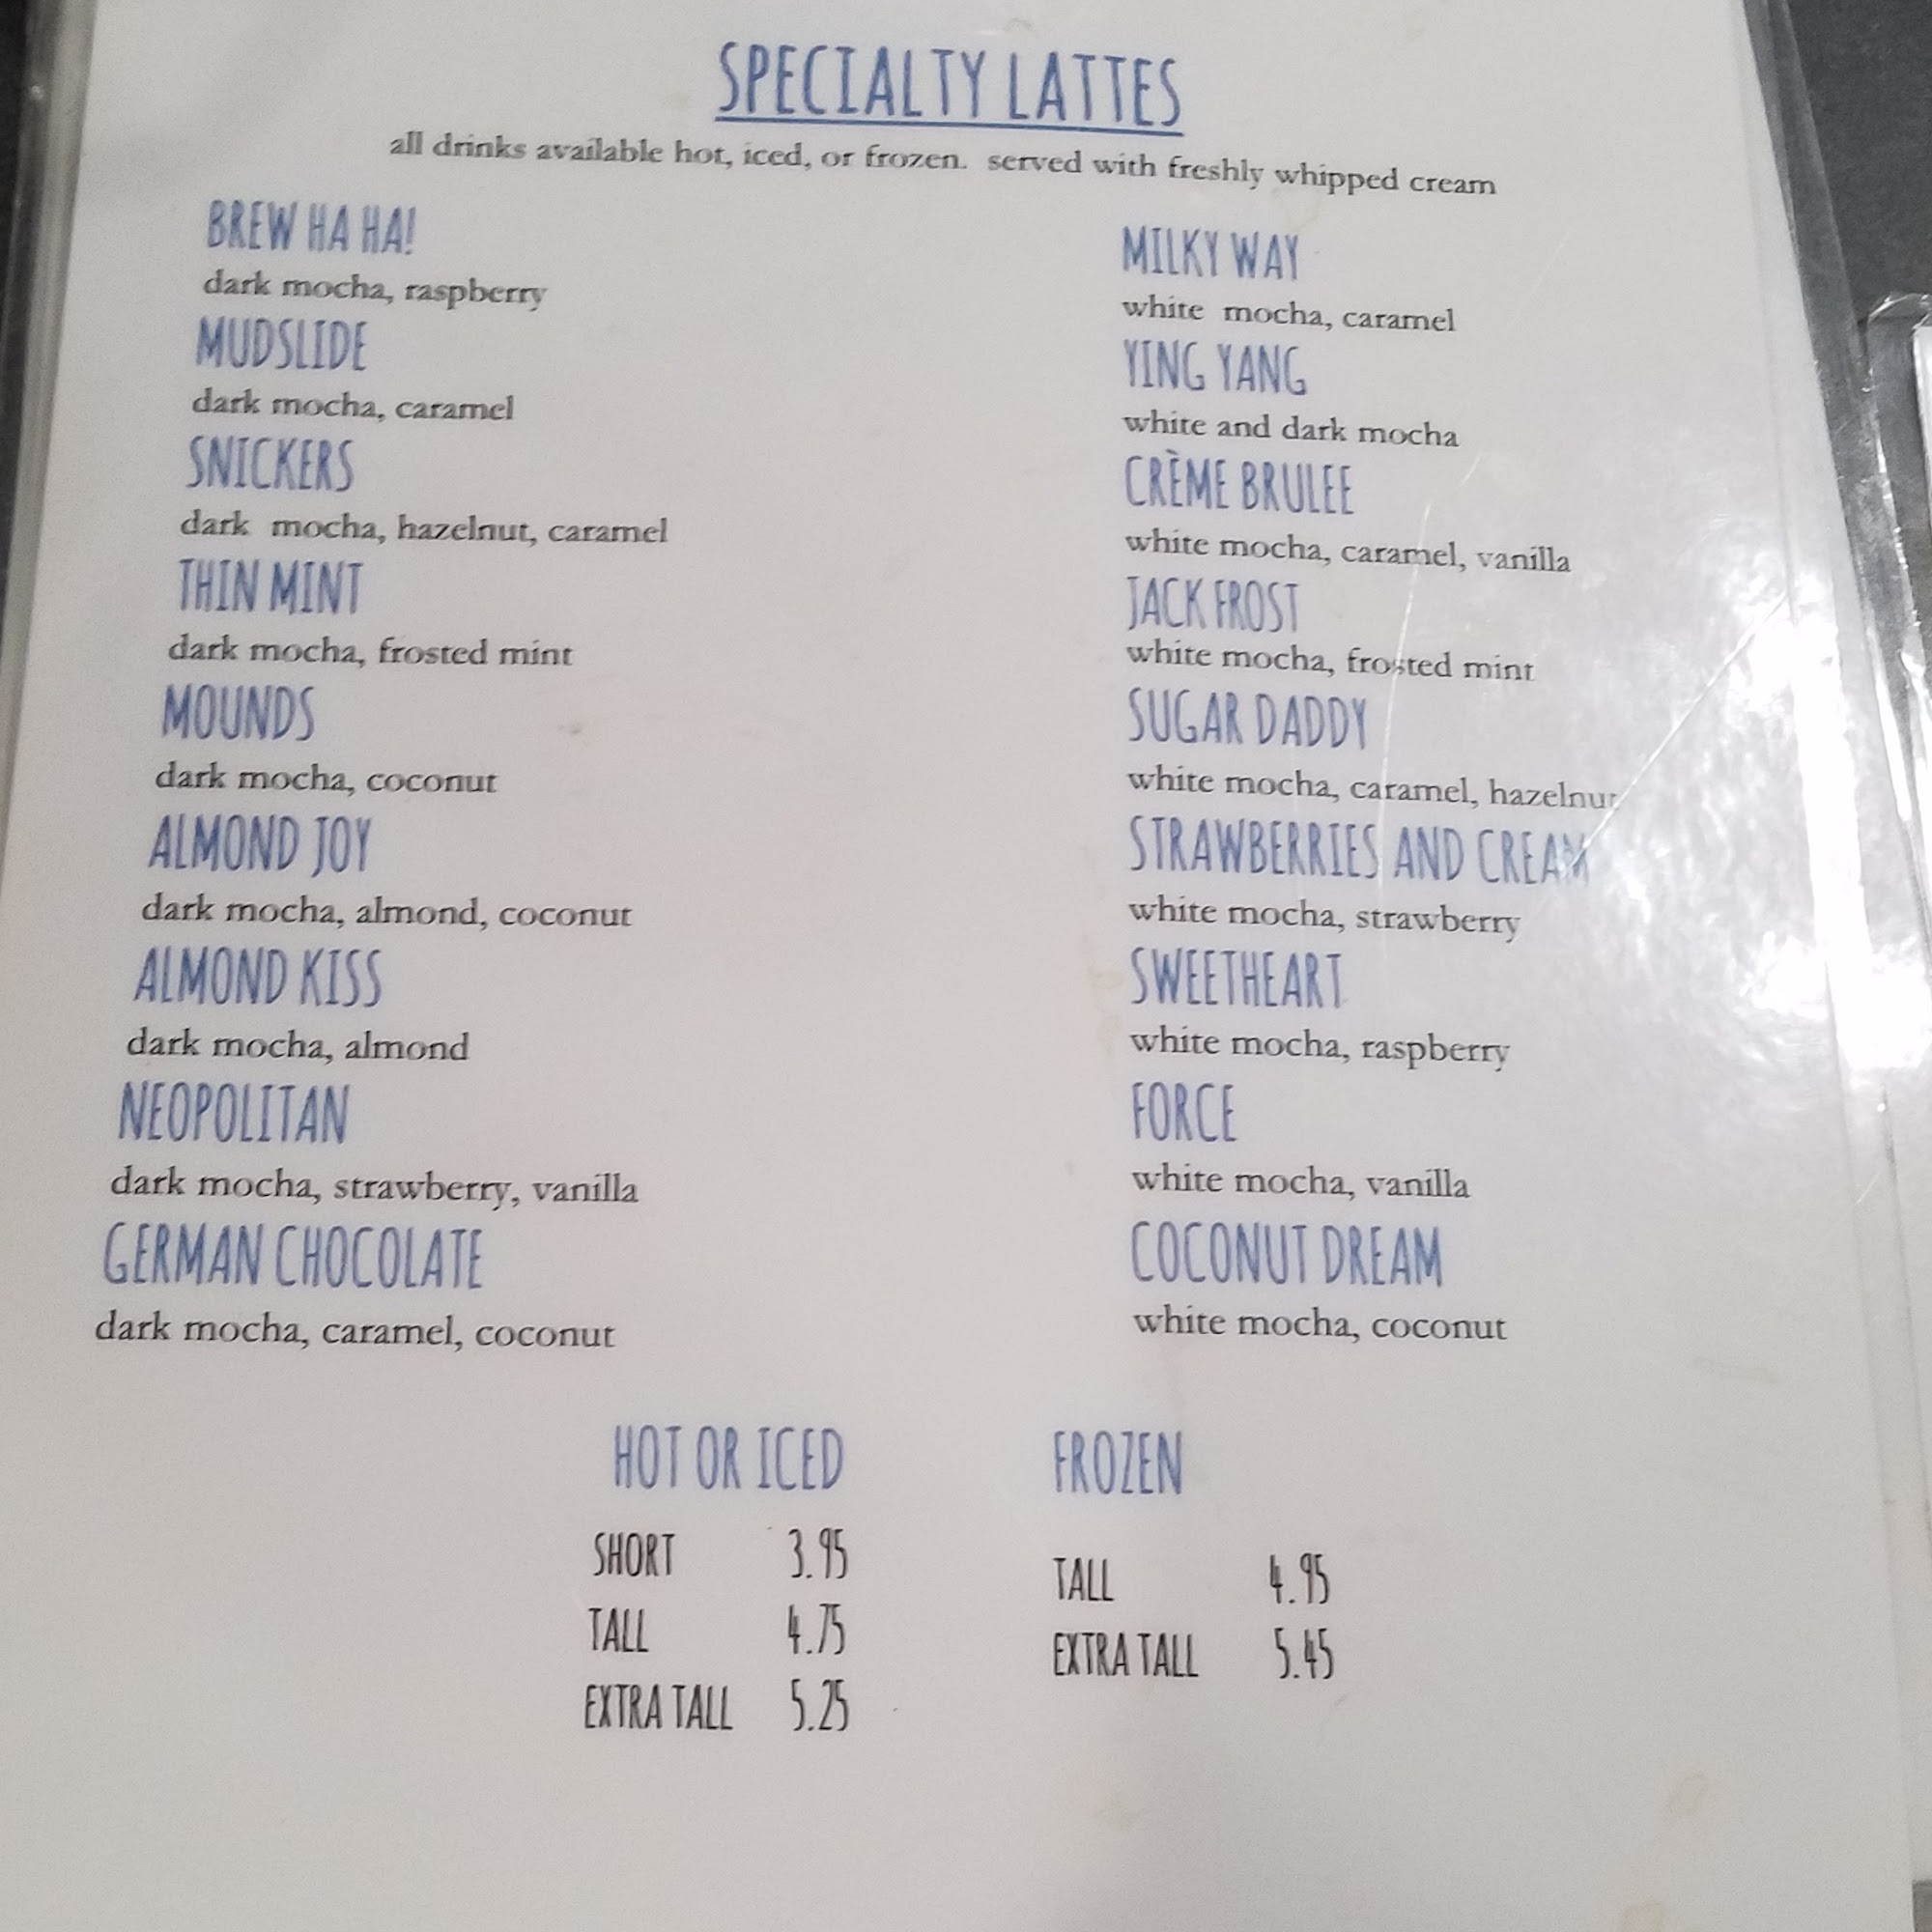 SPECIALTY LATTES
all drinks available hot, iced, or frozen. served with freshly whipped cream
BREW HA HA!
dark mocha, raspberry
MUDSLIDE
dark mocha, caramel
SNICKERS
dark mocha, hazelnut, caramel
THIN MINT
dark mocha, frosted mint
MOUNDS
dark mocha, coconut
ALMOND JOY
dark mocha, almond, coconut
ALMOND KISS
dark mocha, almond
NEOPOLITAN
dark mocha, strawberry, vanilla
GERMAN CHOCOLATE
dark mocha, caramel, coconut
MILKY WAY
white mocha, caramel
YING YANG
white and dark mocha
CRÈME BRULEE
white mocha, caramel, vanilla
JACK FROST
white mocha, frosted mint
SUGAR DADDY
white mocha, caramel, hazelnut
STRAWBERRIES AND CREAM
white mocha, strawberry
SWEETHEART
white mocha, raspberry
FORCE
white mocha, vanilla
COCONUT DREAM
white mocha, coconut
HOT OR ICED
SHORT 3.95
TALL 4.75
EXTRA TALL 5.25
FROZEN
TALL 4.95
EXTRA TALL 5.45